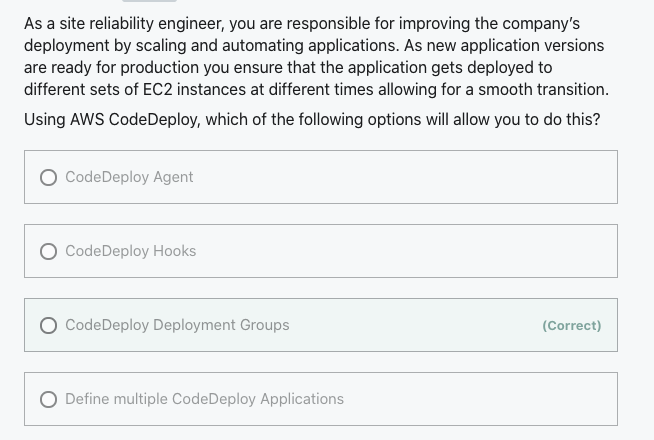 As a site reliability engineer, you are responsible for improving the company’s
deployment by scaling and automating applications. As new application versions
are ready for production you ensure that the application gets deployed to
different sets of EC2 instances at different times allowing for a smooth transition.
Using AWS CodeDeploy, which of the following options will allow you to do this?
CodeDeploy Agent
CodeDeploy Hooks
CodeDeploy Deployment Groups (Correct)
Define multiple CodeDeploy Applications